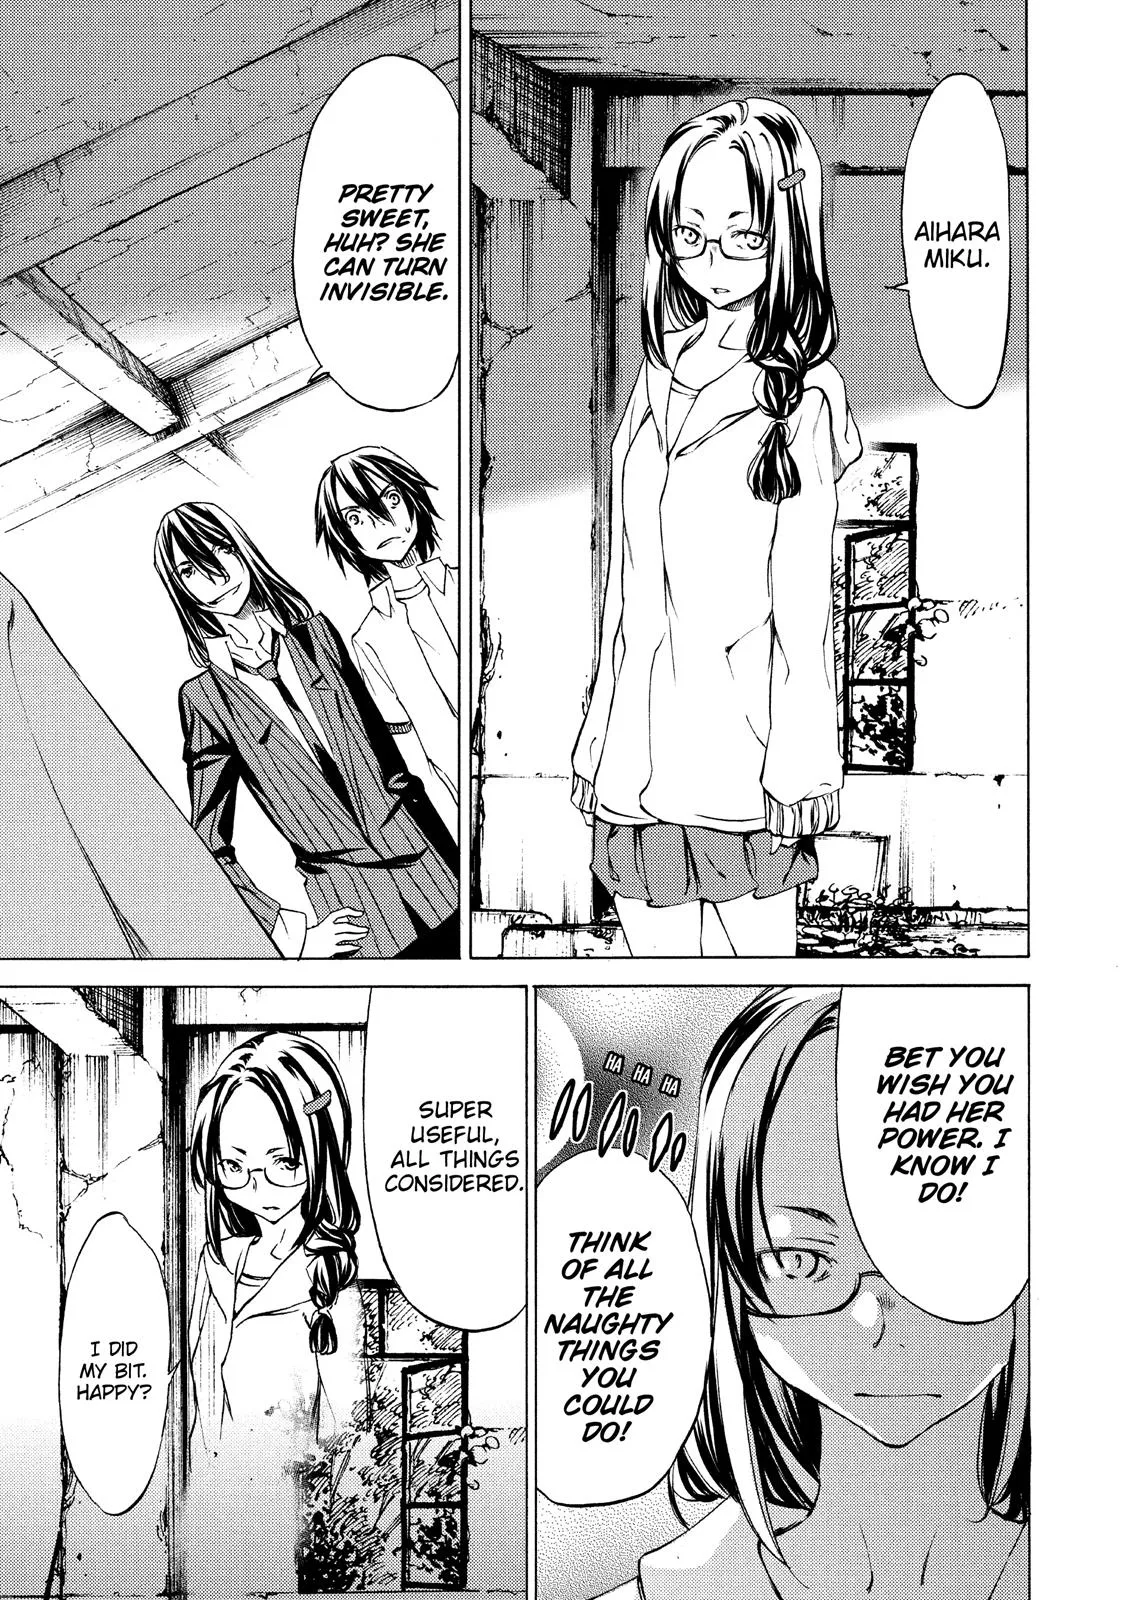 AIHARA
MIKU.
PRETTY
SWEET,
HUH? SHE
CAN TURN
INVISIBLE.
BET YOU
WISH YOU
HAD HER
POWER. I
KNOW I
DO!
HA HA HA
THINK
OF ALL
THE
NAUGHTY
THINGS
YOU
COULD
DO!
SUPER
USEFUL,
ALL THINGS
CONSIDERED.
I DID
MY BIT.
HAPPY?